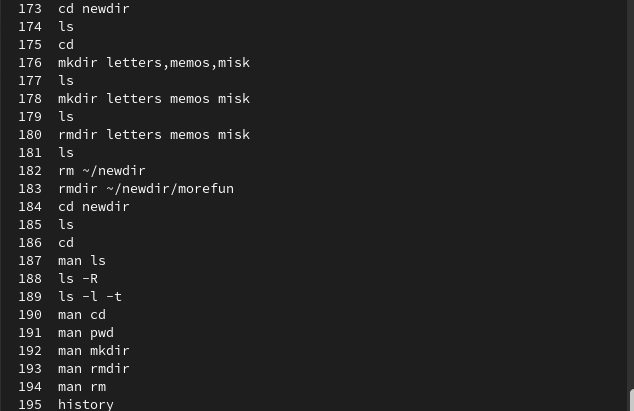 173 cd newdir
174 ls
175 cd
176 mkdir letters,memos,misk
177 ls
178 mkdir letters memos misk
179 ls
180 rmdir letters memos misk
181 ls
182 rm ~/newdir
183 rmdir ~/newdir/morefun
184 cd newdir
185 ls
186 cd
187 man ls
188 ls -R
189 ls -l -t
190 man cd
191 man pwd
192 man mkdir
193 man rmdir
194 man rm
195 history